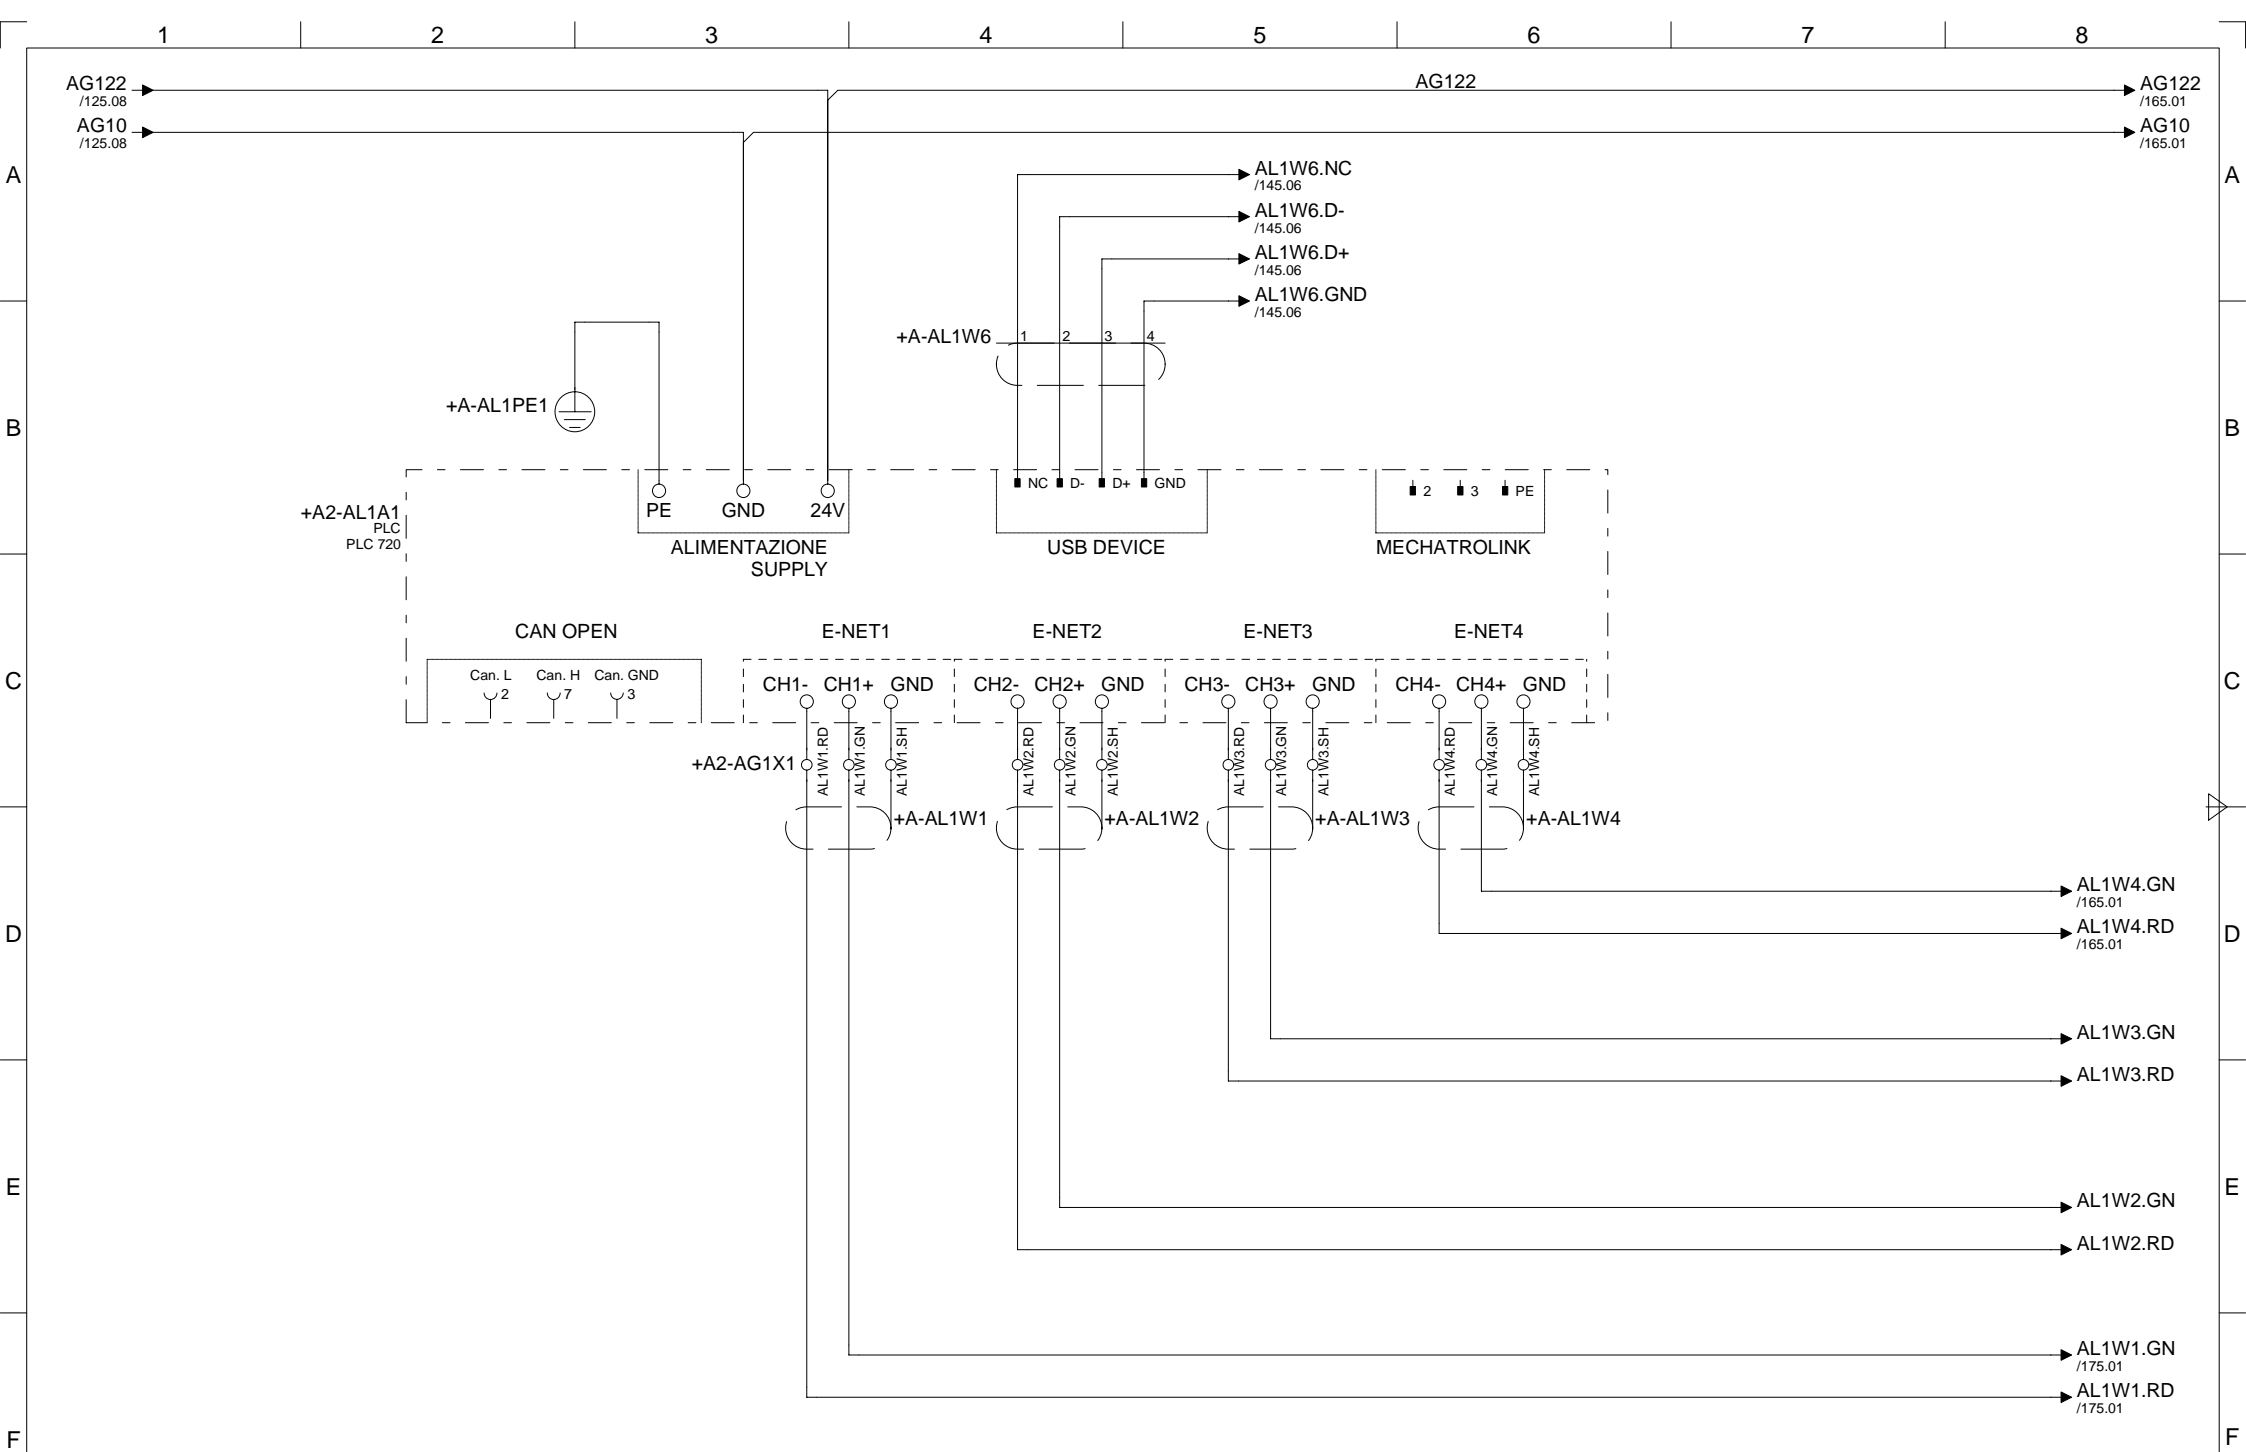 1 2 3 4 5 6 7 8
AG122 AG122 AG122
/125.08 /165.01
AG10 AG10
/125.08 /165.01
A AL1W6.NC A
/145.06
AL1W6.D-
/145.06
AL1W6.D+
/145.06
AL1W6.GND
/145.06
+A-AL1W6 1 2 3 4
+A-AL1PE1
B B
NC D- D+ GND 2 3 PE
PE GND 24V
+A2-AL1A1
PLC
PLC 720
ALIMENTAZIONE USB DEVICE MECHATROLINK
SUPPLY
CAN OPEN E-NET1 E-NET2 E-NET3 E-NET4
Can. L Can. H Can. GND
C CH1- CH1+ GND CH2- CH2+ GND CH3- CH3+ GND CH4- CH4+ GND C
2 7 3
AL1W1.RD AL1W1.GN AL1W1.SH AL1W2.RD AL1W2.GN AL1W2.SH AL1W3.RD AL1W3.GN AL1W3.SH AL1W4.RD AL1W4.GN AL1W4.SH
+A2-AG1X1
+A-AL1W1 +A-AL1W2 +A-AL1W3 +A-AL1W4
AL1W4.GN
/165.01
D AL1W4.RD D
/165.01
AL1W3.GN
AL1W3.RD
E E
AL1W2.GN
AL1W2.RD
AL1W1.GN
/175.01
AL1W1.RD
/175.01
F F